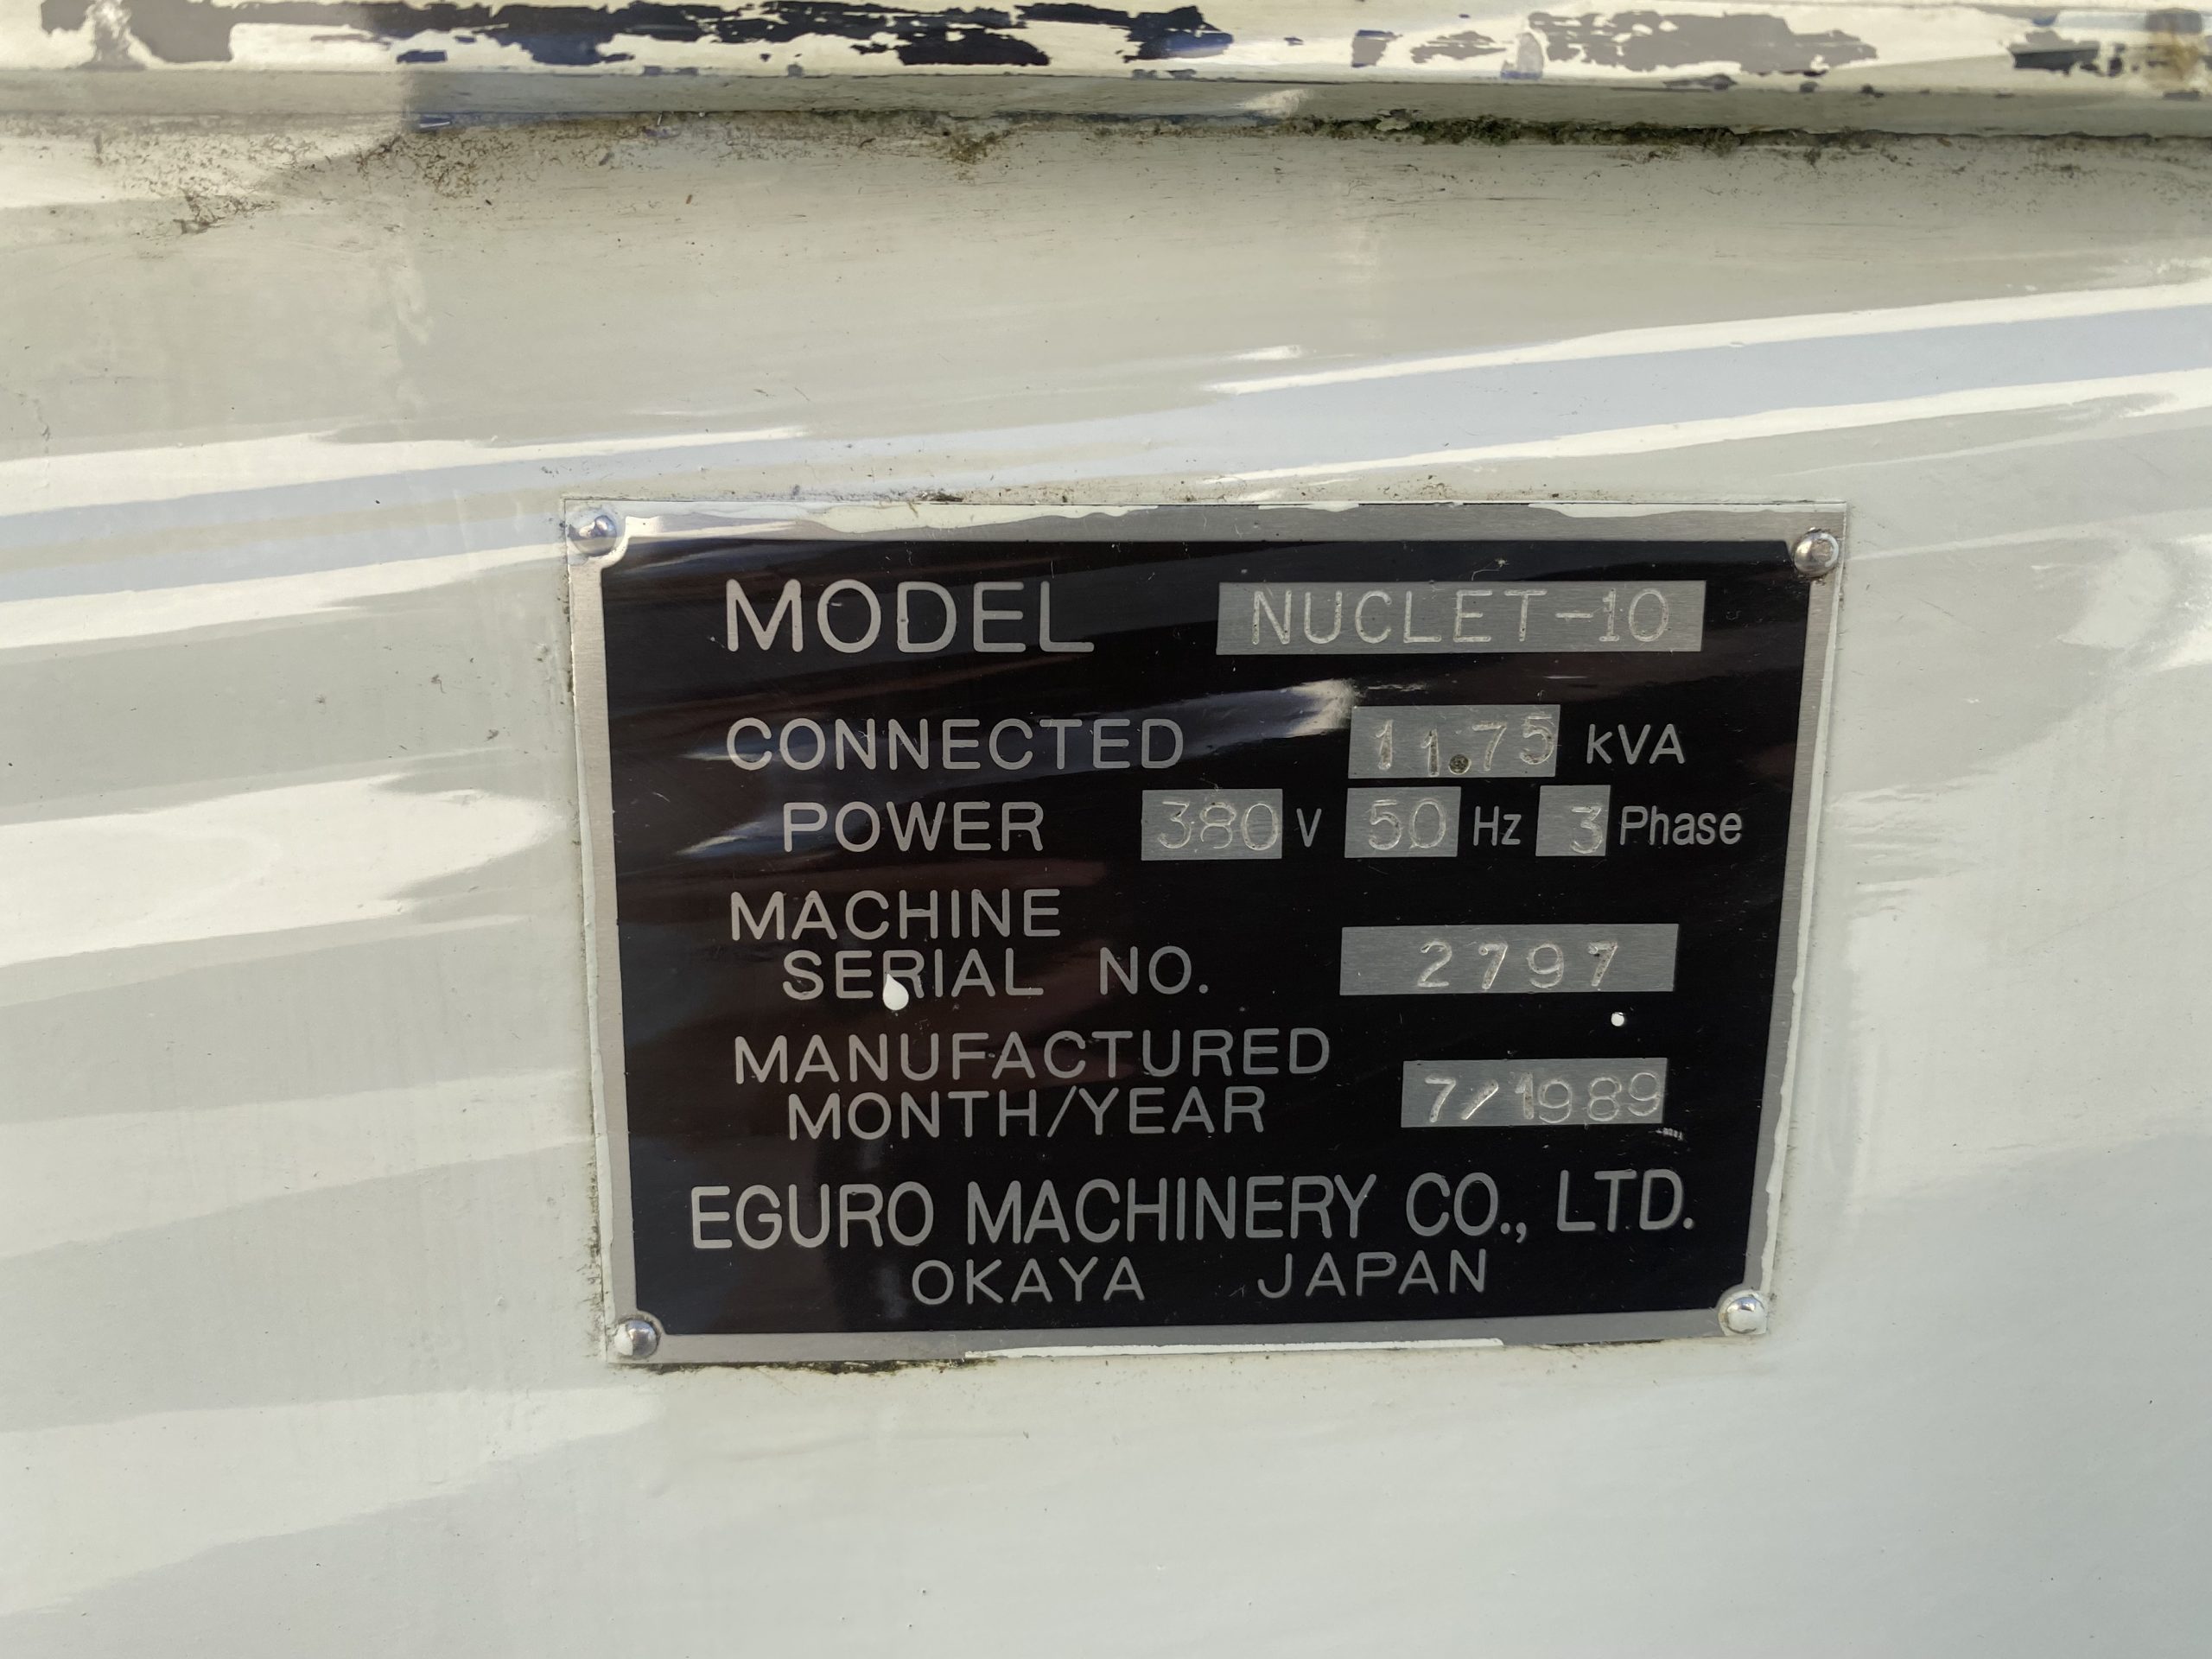 MODEL NUCLET-10
CONNECTED 11.75 kVA
POWER 380 V 50 Hz 3 Phase
MACHINE
SERIAL NO. 2797
MANUFACTURED
MONTH/YEAR 7/1989
EGURO MACHINERY CO., LTD.
OKAYA JAPAN